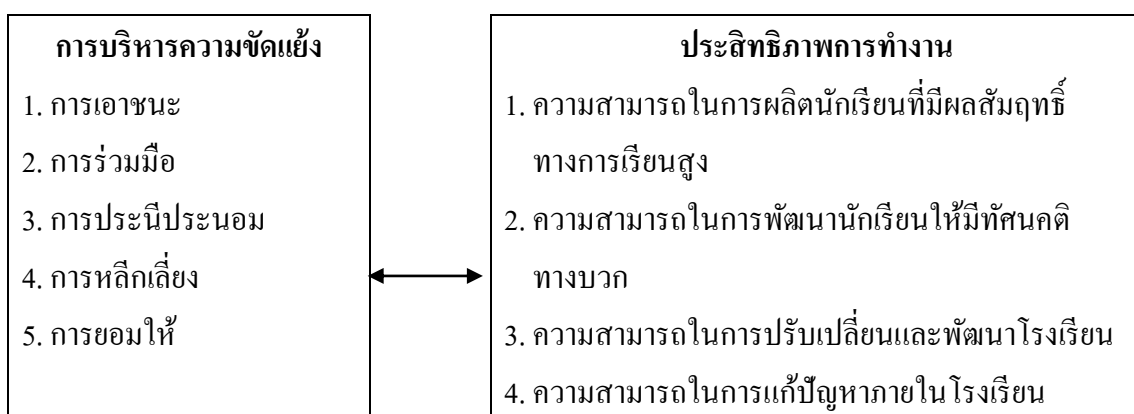 การบริหารความขัดแย้ง
1. การเอาชนะ
2. การร่วมมือ
3. การประนีประนอม
4. การหลีกเลี่ยง
5. การยอมให้
ประสิทธิภาพการทำงาน
1. ความสามารถในการผลิตนักเรียนที่มีผลสัมฤทธิ์
ทางการเรียนสูง
2. ความสามารถในการพัฒนานักเรียนให้มีทัศนคติ
ทางบวก
3. ความสามารถในการปรับเปลี่ยนและพัฒนาโรงเรียน
4. ความสามารถในการแก้ปัญหาภายในโรงเรียน